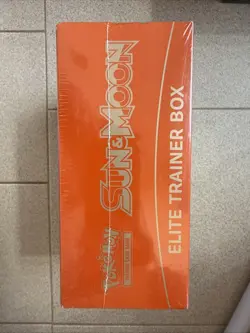 POKéMON
SUN & MOON
ELITE TRAINER BOX